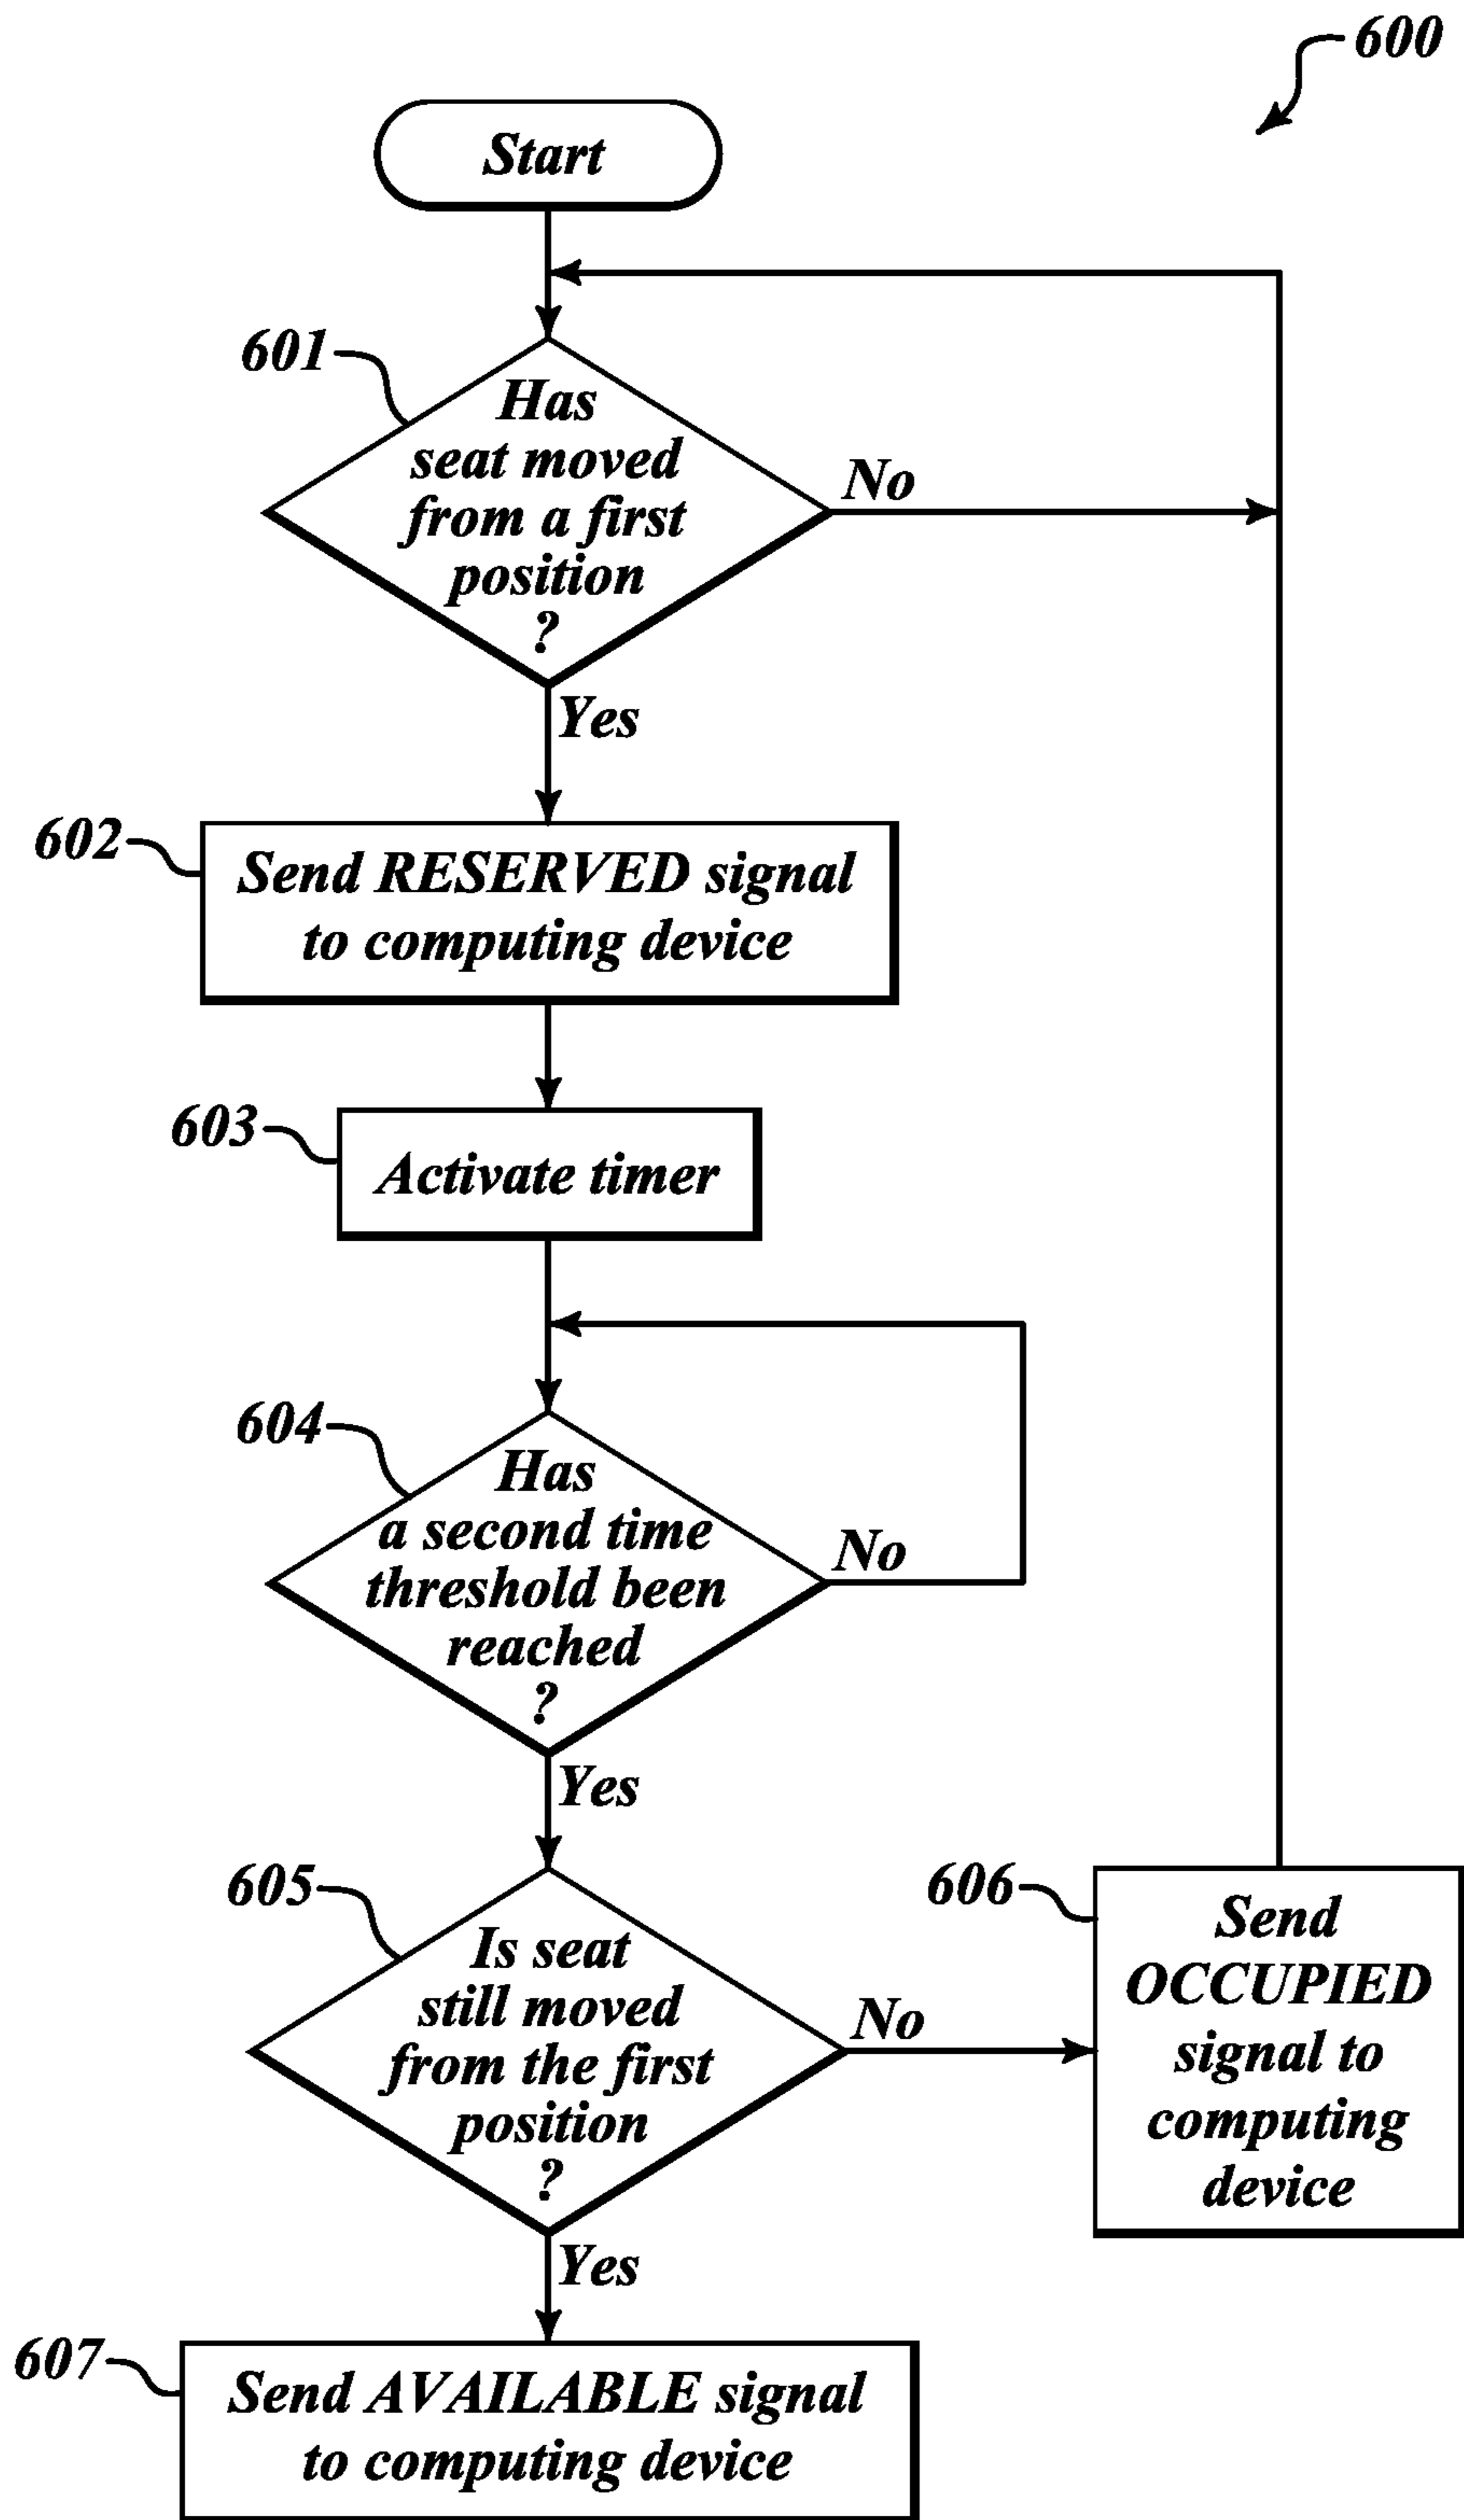 600
Start
601
Has
seat moved
from a first
position
?
No
Yes
602
Send RESERVED signal
to computing device
603
Activate timer
604
Has
a second time
threshold been
reached
?
No
Yes
605
Is seat
still moved
from the first
position
?
No
606
Send
OCCUPIED
signal to
computing
device
Yes
607
Send AVAILABLE signal
to computing device